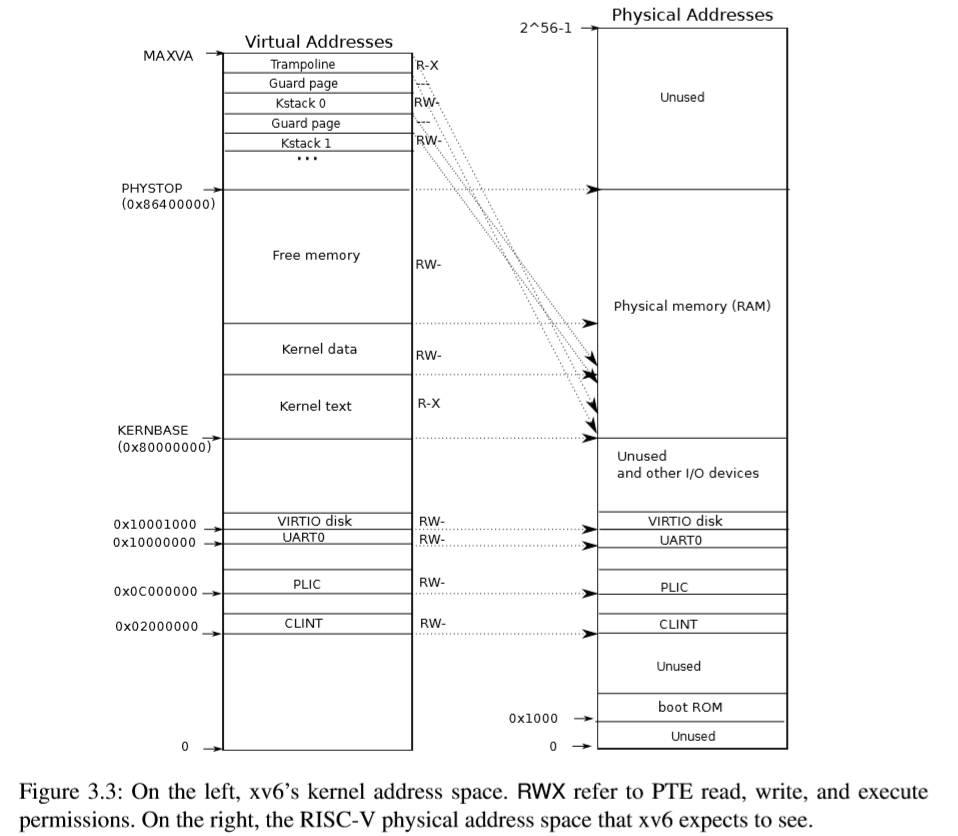 Physical Addresses
2^56-1
Virtual Addresses
MAXVA
Trampoline
R-X
Guard page
---
Unused
Kstack 0
RW-
Guard page
---
Kstack 1
RW-
...
PHYSTOP
(0x86400000)
Free memory
RW-
Physical memory (RAM)
Kernel data
RW-
Kernel text
R-X
KERNBASE
(0x80000000)
Unused
and other I/O devices
0x10001000
VIRTIO disk
RW-
VIRTIO disk
0x10000000
UART0
RW-
UART0
0x0C000000
PLIC
RW-
PLIC
0x02000000
CLINT
RW-
CLINT
Unused
boot ROM
0x1000
Unused
0
0
Figure 3.3: On the left, xv6’s kernel address space. RWX refer to PTE read, write, and execute
permissions. On the right, the RISC-V physical address space that xv6 expects to see.